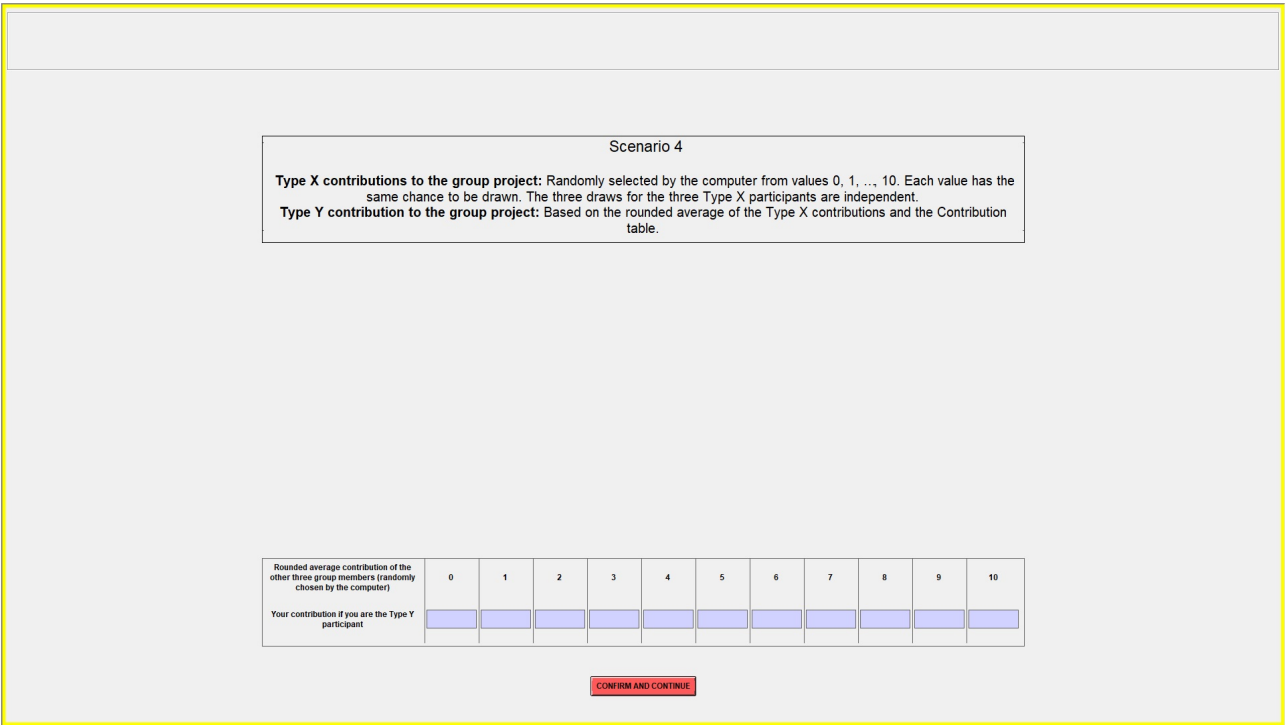 Scenario 4
Type X contributions to the group project: Randomly selected by the computer from values 0, 1, ..., 10. Each value has the
same chance to be drawn. The three draws for the three Type X participants are independent.
Type Y contribution to the group project: Based on the rounded average of the Type X contributions and the Contribution
table.
Rounded average contribution of the
other three group members (randomly
chosen by the computer)
0 1 2 3 4 5 6 7 8 9 10
Your contribution if you are the Type Y
participant
CONFIRM AND CONTINUE